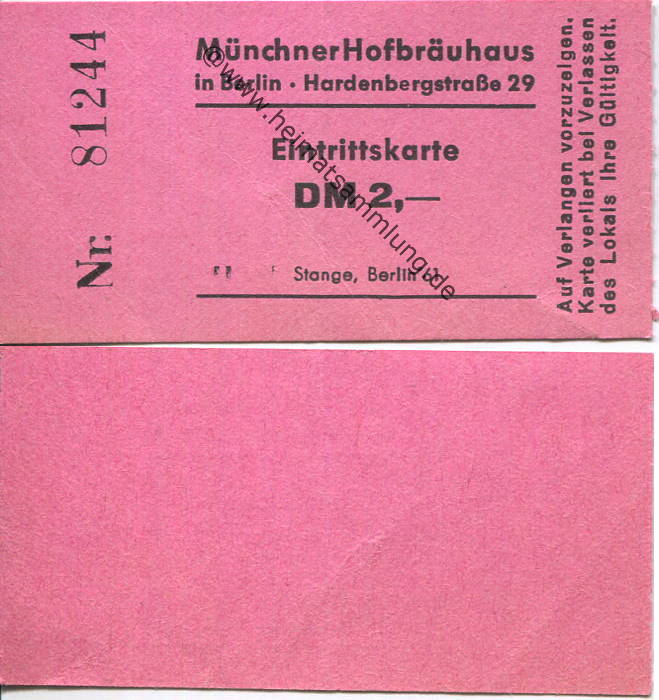 Nr. 81244
Münchner Hofbräuhaus
in Berlin · Hardenbergstraße 29
Eintrittskarte
DM 2,—
Stange, Berlin
Auf Verlangen vorzuzeigen.
Karte verliert bei Verlassen
des Lokals Ihre Gültigkeit.
@www.heimatsammlung.de